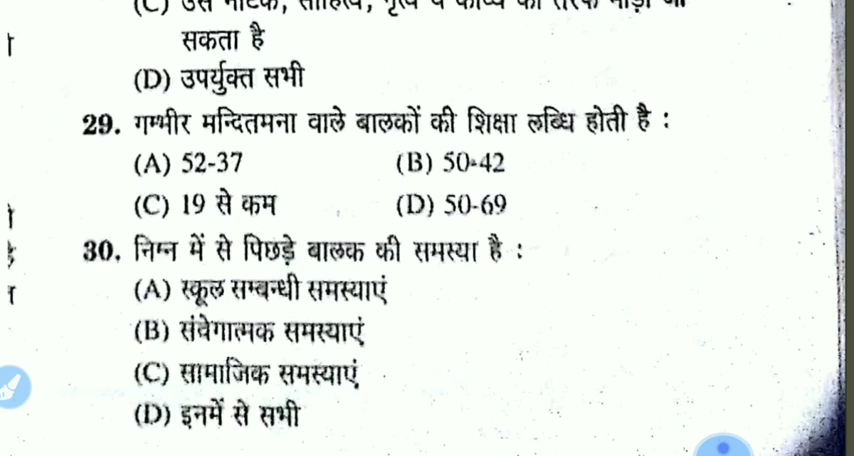 सकता है
(D) उपर्युक्त सभी
29. गम्भीर मन्दितमना वाले बालकों की शिक्षा लब्धि होती है :
(A) 52-37 (B) 50-42
(C) 19 से कम (D) 50-69
30. निम्न में से पिछड़े बालक की समस्या है :
(A) स्कूल सम्बन्धी समस्याएं
(B) संवेगात्मक समस्याएं
(C) सामाजिक समस्याएं
(D) इनमें से सभी